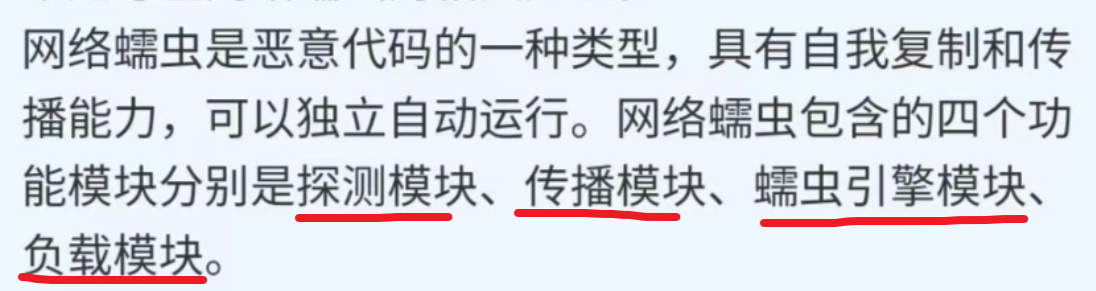 网络蠕虫是恶意代码的一种类型，具有自我复制和传
播能力，可以独立自动运行。网络蠕虫包含的四个功
能模块分别是探测模块、传播模块、蠕虫引擎模块、
负载模块。